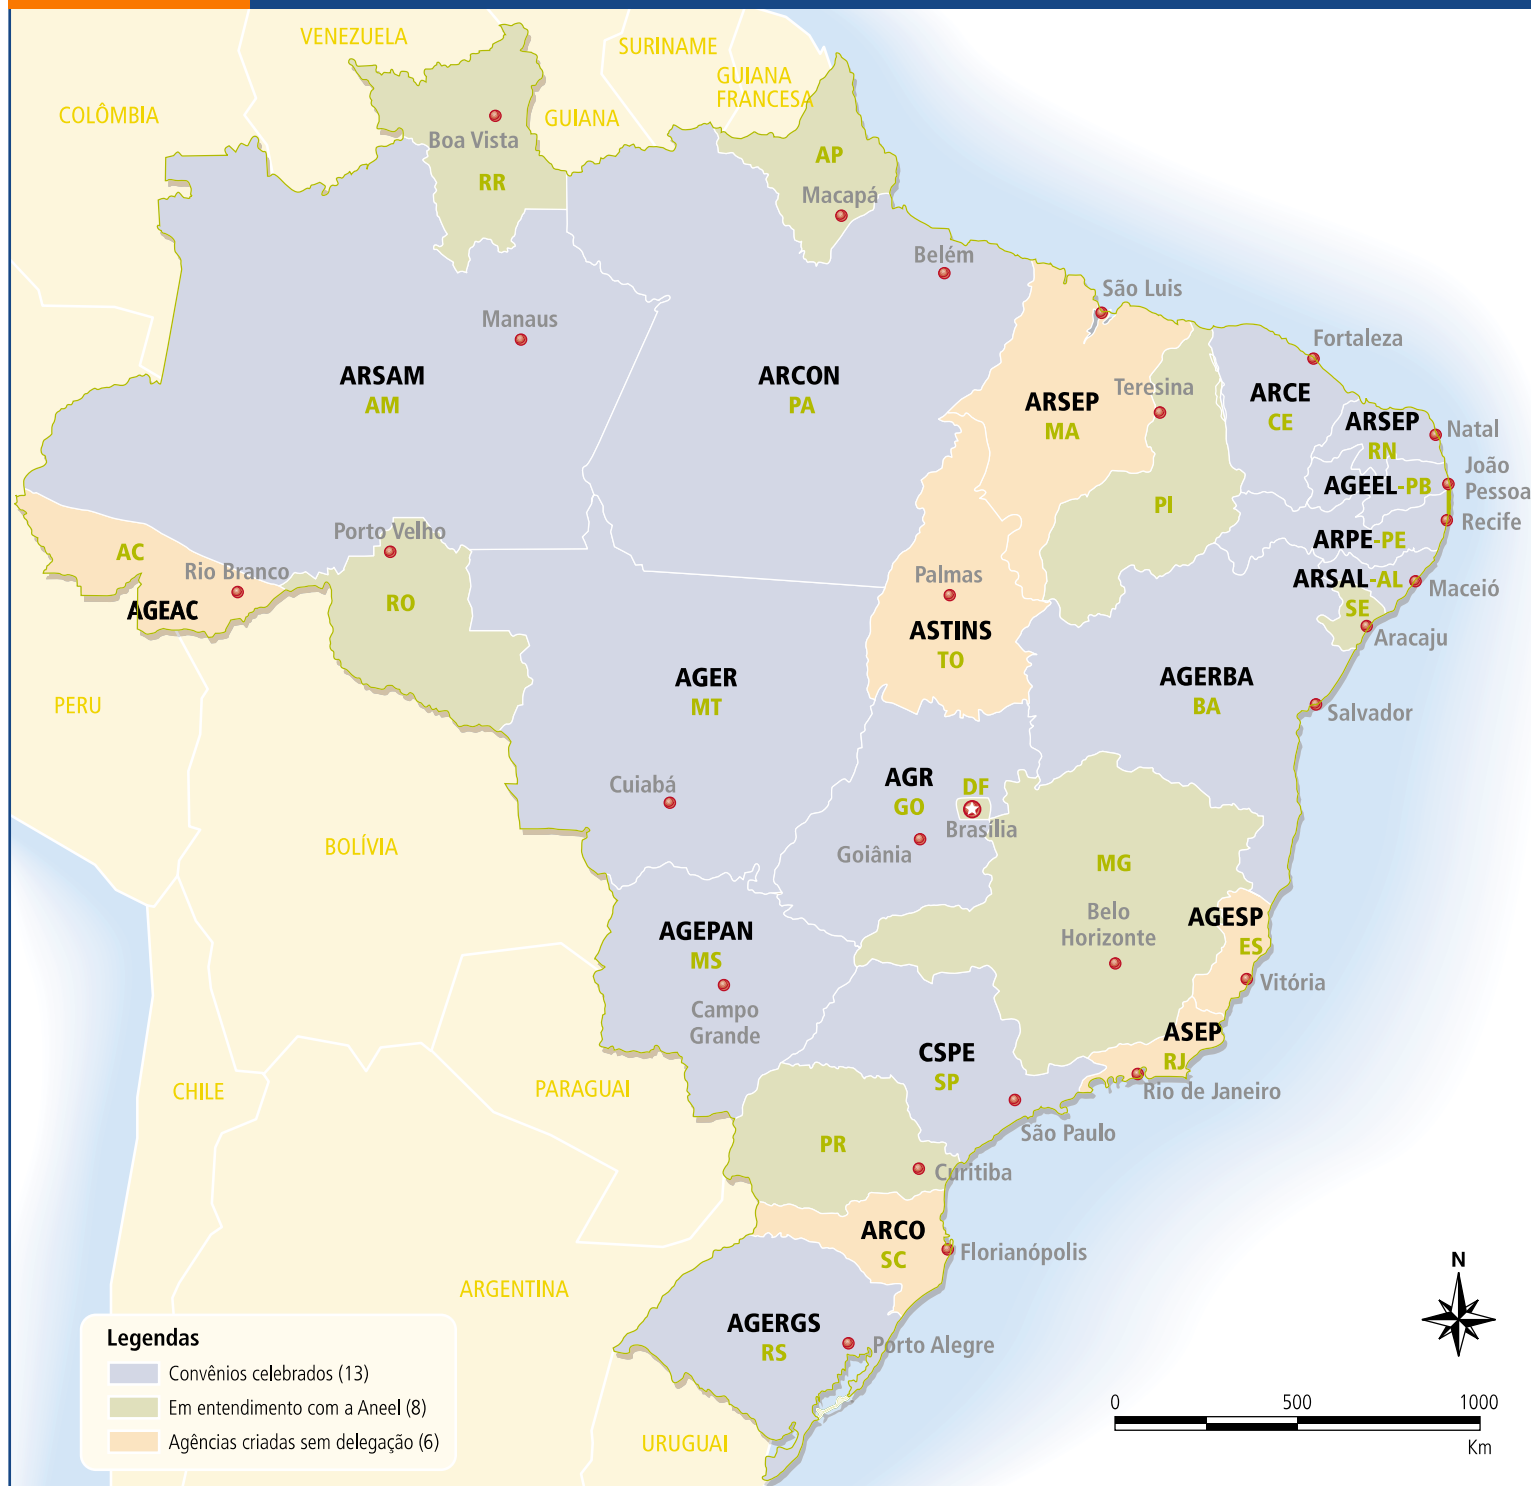 VENEZUELA
SURINAME
GUIANA
FRANCESA
COLÔMBIA
GUIANA
Boa Vista
RR
AP
Macapá
Belém
São Luis
Manaus
Fortaleza
ARSAM
AM
ARCON
PA
ARSEP
MA
Teresina
ARCE
CE
ARSEP
RN
Natal
João
Pessoa
AGEEL-PB
Recife
PI
ARPE-PE
Porto Velho
AC
Rio Branco
AGEAC
RO
Palmas
ASTINS
TO
ARSAL-AL
Maceió
SE
Aracaju
AGER
MT
AGERBA
BA
PERU
Salvador
Cuiabá
AGR
GO
DF
Brasília
Goiânia
BOLÍVIA
MG
Belo
Horizonte
AGEPAN
MS
Campo
Grande
AGESP
ES
Vitória
ASEP
RJ
Rio de Janeiro
CSPE
SP
São Paulo
CHILE
PARAGUAI
PR
Curitiba
ARCO
SC
Florianópolis
ARGENTINA
AGERGS
RS
Porto Alegre
URUGUAI
Legendas
Convênios celebrados (13)
Em entendimento com a Aneel (8)
Agências criadas sem delegação (6)
N
0 500 1000
Km